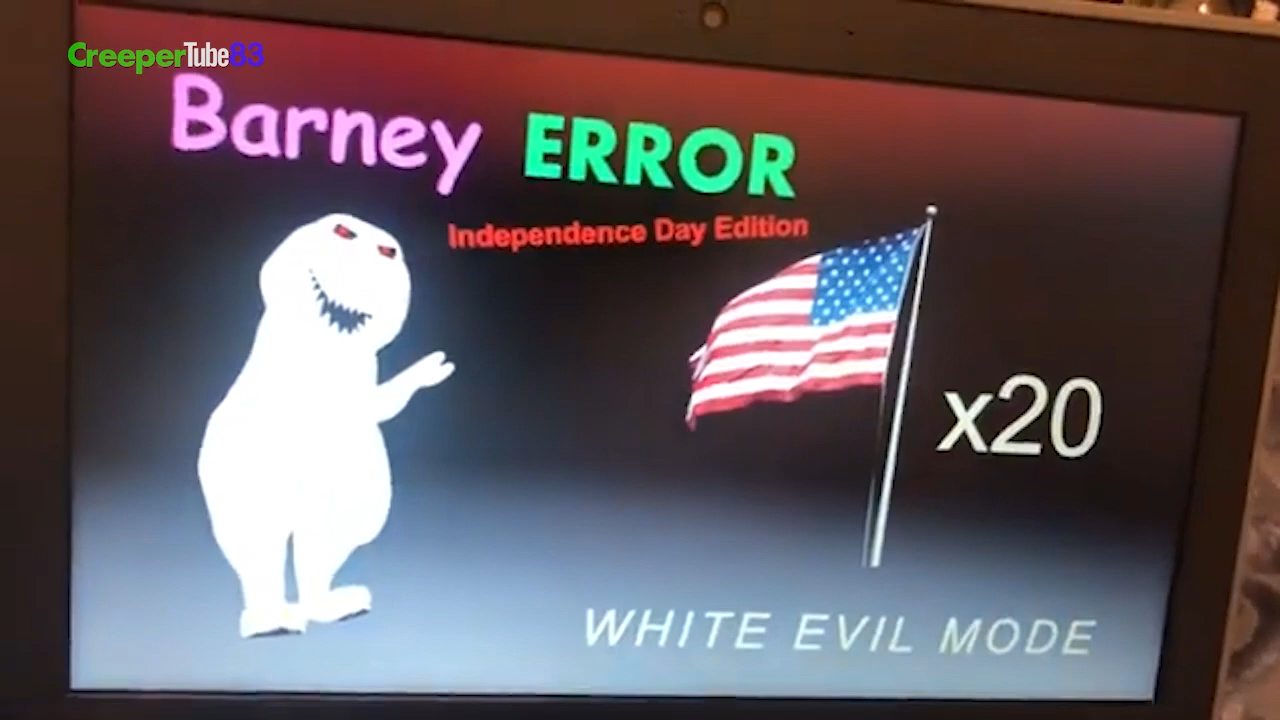 CreeperTube83
Barney ERROR
Independence Day Edition
x20
WHITE EVIL MODE